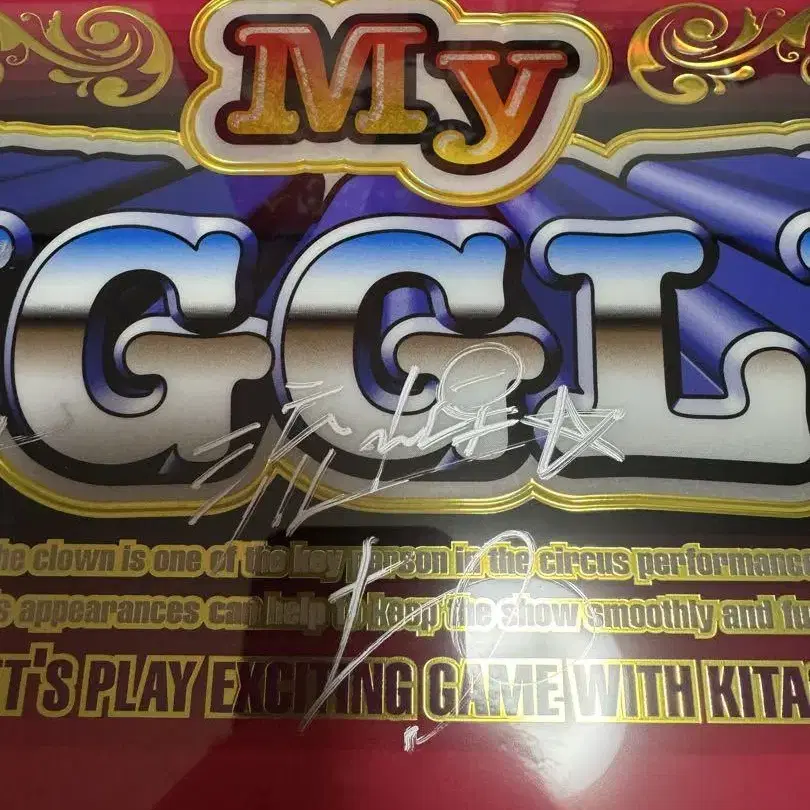 My
GGL
he clown is one of the key person in the circus performance
s appearances can help to keep the show smoothly and fu
T'S PLAY EXCITING GAME WITH KITA